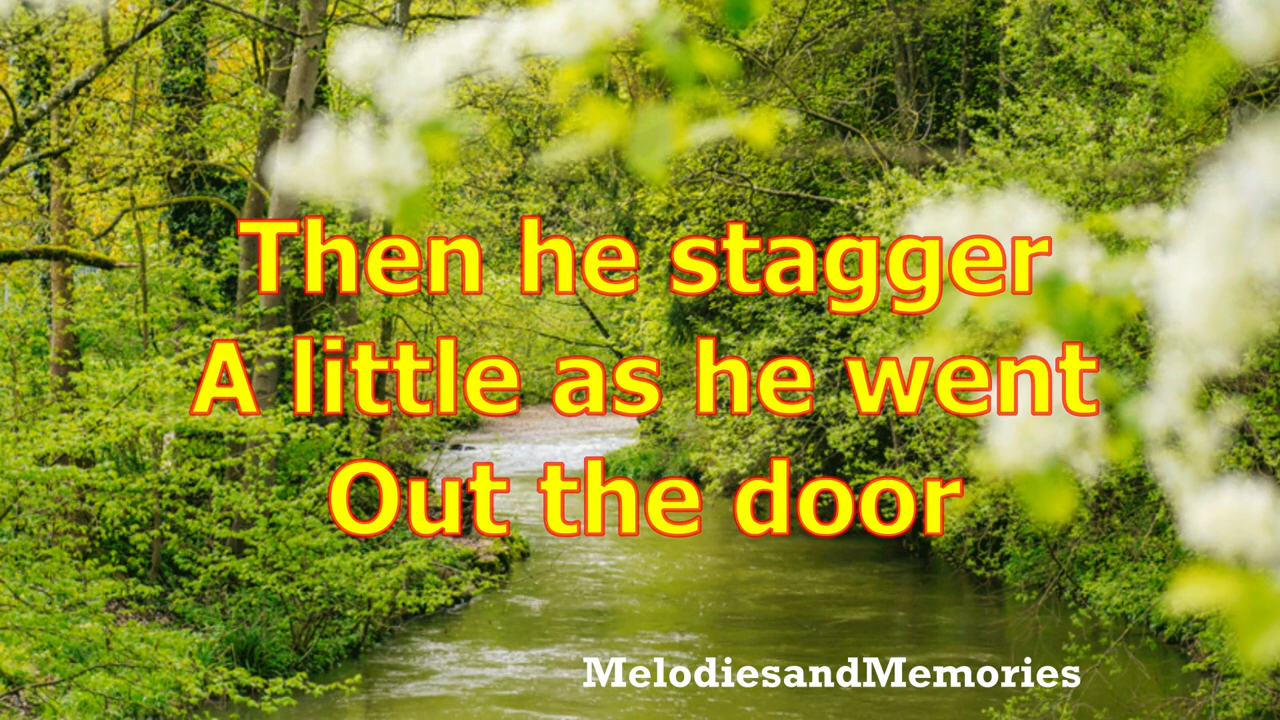 Then he stagger
A little as he went
Out the door
MelodiesandMemories